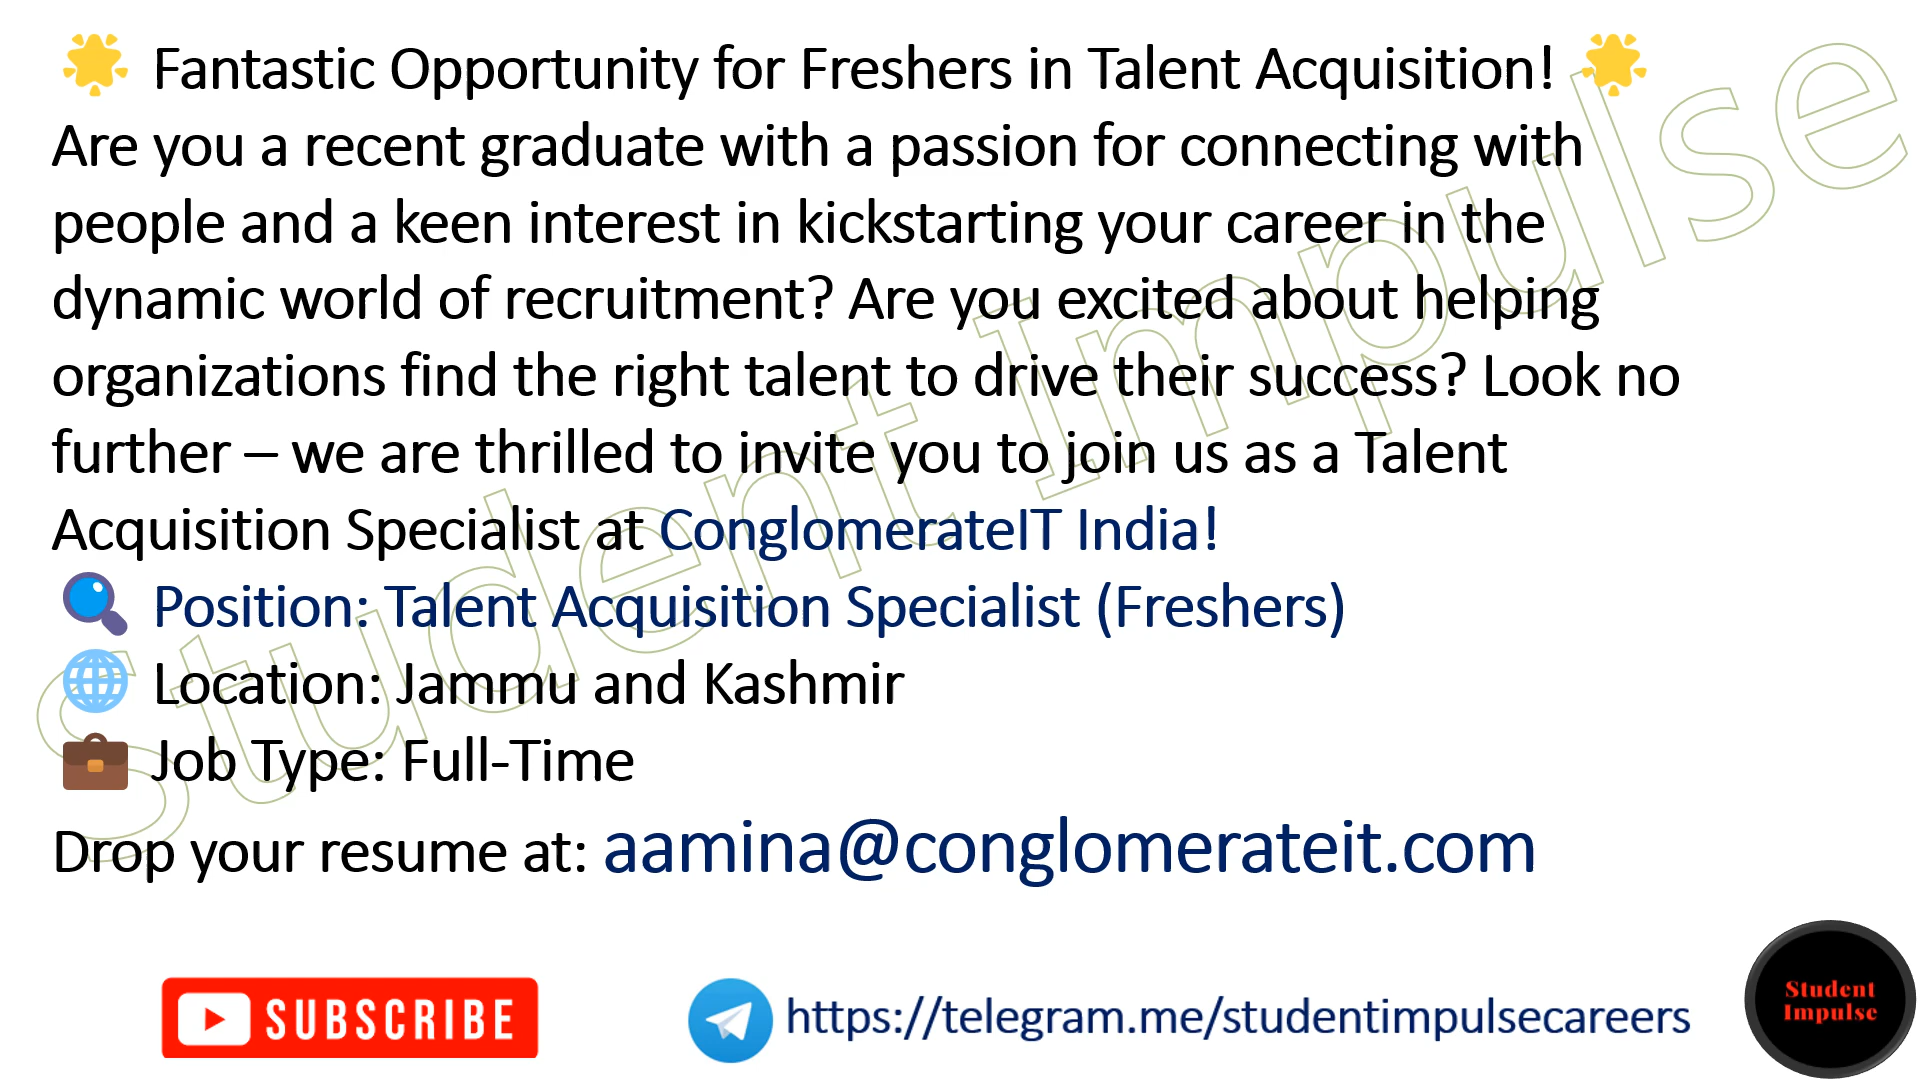 🌟 Fantastic Opportunity for Freshers in Talent Acquisition! 🌟
Are you a recent graduate with a passion for connecting with
people and a keen interest in kickstarting your career in the
dynamic world of recruitment? Are you excited about helping
organizations find the right talent to drive their success? Look no
further – we are thrilled to invite you to join us as a Talent
Acquisition Specialist at ConglomerateIT India!
🔍 Position: Talent Acquisition Specialist (Freshers)
🌐 Location: Jammu and Kashmir
💼 Job Type: Full-Time
Drop your resume at: aamina@conglomerateit.com
Student Impulse
SUBSCRIBE
https://telegram.me/studentimpulsecareers
Student
Impulse